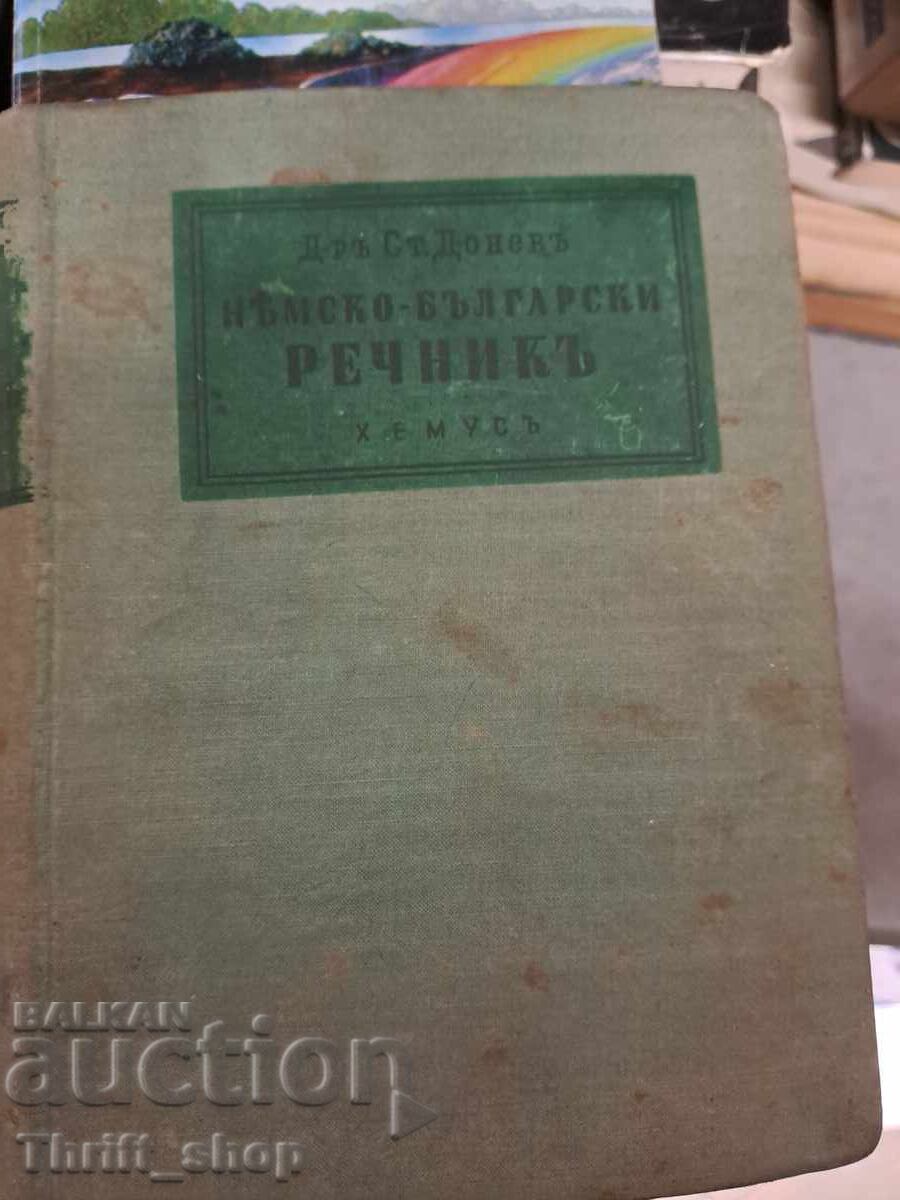 Д-ръ Ст. Доневъ
Нѣмско-Български
Речникъ
Хемусъ
BALKAN
auction
Thrift_shop